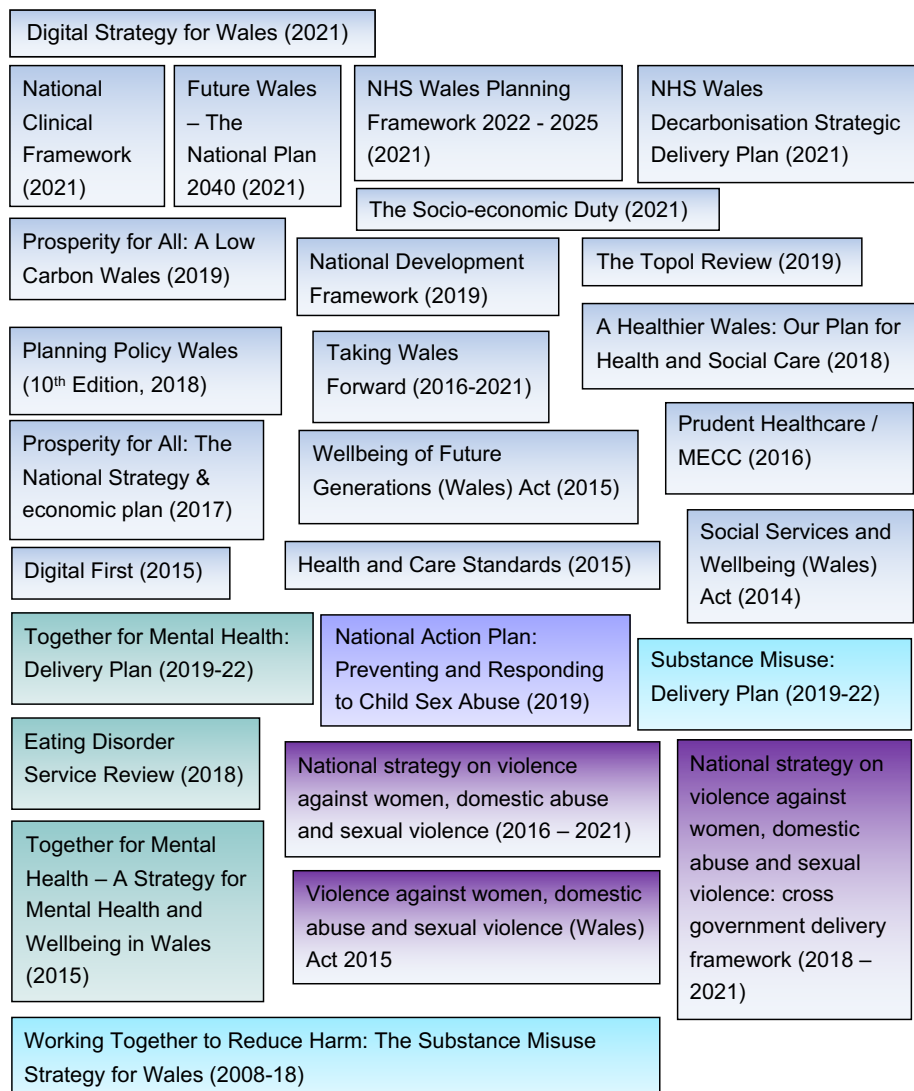 Digital Strategy for Wales (2021)
National
Clinical
Framework
(2021)
Future Wales
– The
National Plan
2040 (2021)
NHS Wales Planning
Framework 2022 - 2025
(2021)
NHS Wales
Decarbonisation Strategic
Delivery Plan (2021)
The Socio-economic Duty (2021)
Prosperity for All: A Low
Carbon Wales (2019)
National Development
Framework (2019)
The Topol Review (2019)
Planning Policy Wales
(10th Edition, 2018)
Taking Wales
Forward (2016-2021)
A Healthier Wales: Our Plan for
Health and Social Care (2018)
Prosperity for All: The
National Strategy &
economic plan (2017)
Wellbeing of Future
Generations (Wales) Act (2015)
Prudent Healthcare /
MECC (2016)
Digital First (2015)
Health and Care Standards (2015)
Social Services and
Wellbeing (Wales)
Act (2014)
Together for Mental Health:
Delivery Plan (2019-22)
National Action Plan:
Preventing and Responding
to Child Sex Abuse (2019)
Substance Misuse:
Delivery Plan (2019-22)
Eating Disorder
Service Review (2018)
National strategy on violence
against women, domestic abuse
and sexual violence (2016 – 2021)
National strategy on
violence against
women, domestic
abuse and sexual
violence: cross
government delivery
framework (2018 –
2021)
Together for Mental
Health – A Strategy for
Mental Health and
Wellbeing in Wales
(2015)
Violence against women, domestic
abuse and sexual violence (Wales)
Act 2015
Working Together to Reduce Harm: The Substance Misuse
Strategy for Wales (2008-18)